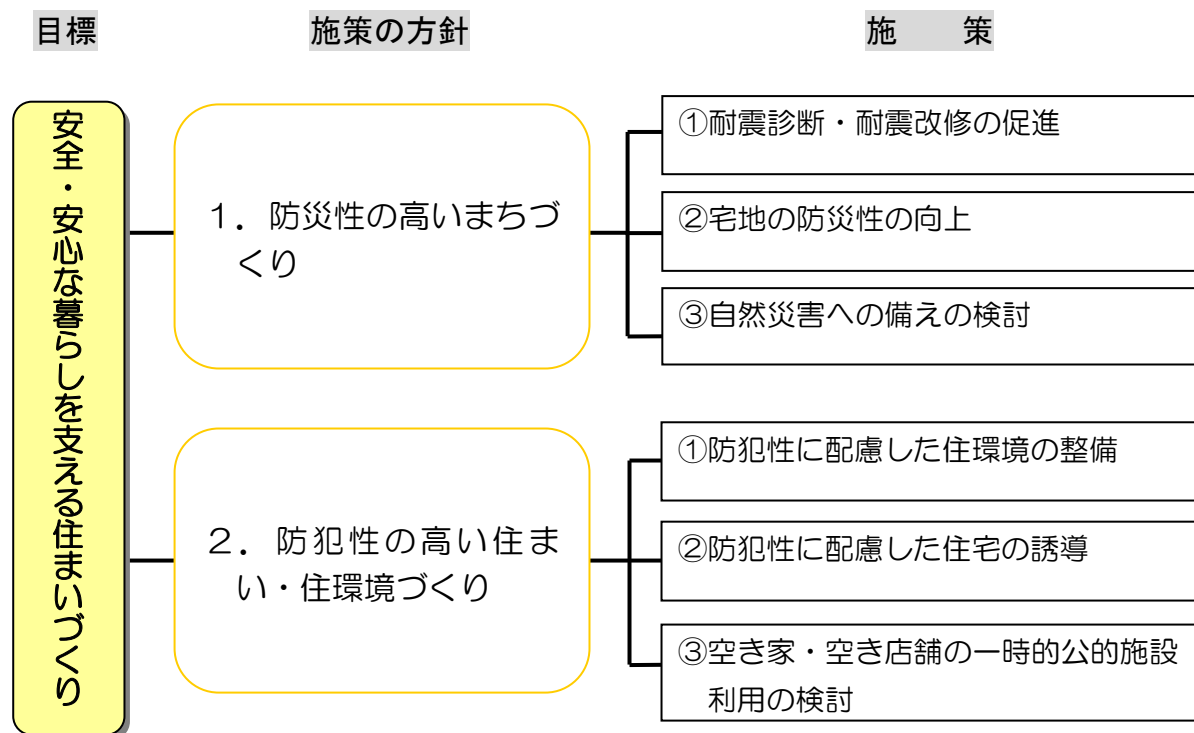 目標
施策の方針
施　　策
安全・安心な暮らしを支える住まいづくり
１．防災性の高いまちづ
くり
①耐震診断・耐震改修の促進
②宅地の防災性の向上
③自然災害への備えの検討
２．防犯性の高い住ま
い・住環境づくり
①防犯性に配慮した住環境の整備
②防犯性に配慮した住宅の誘導
③空き家・空き店舗の一時的公的施設
利用の検討